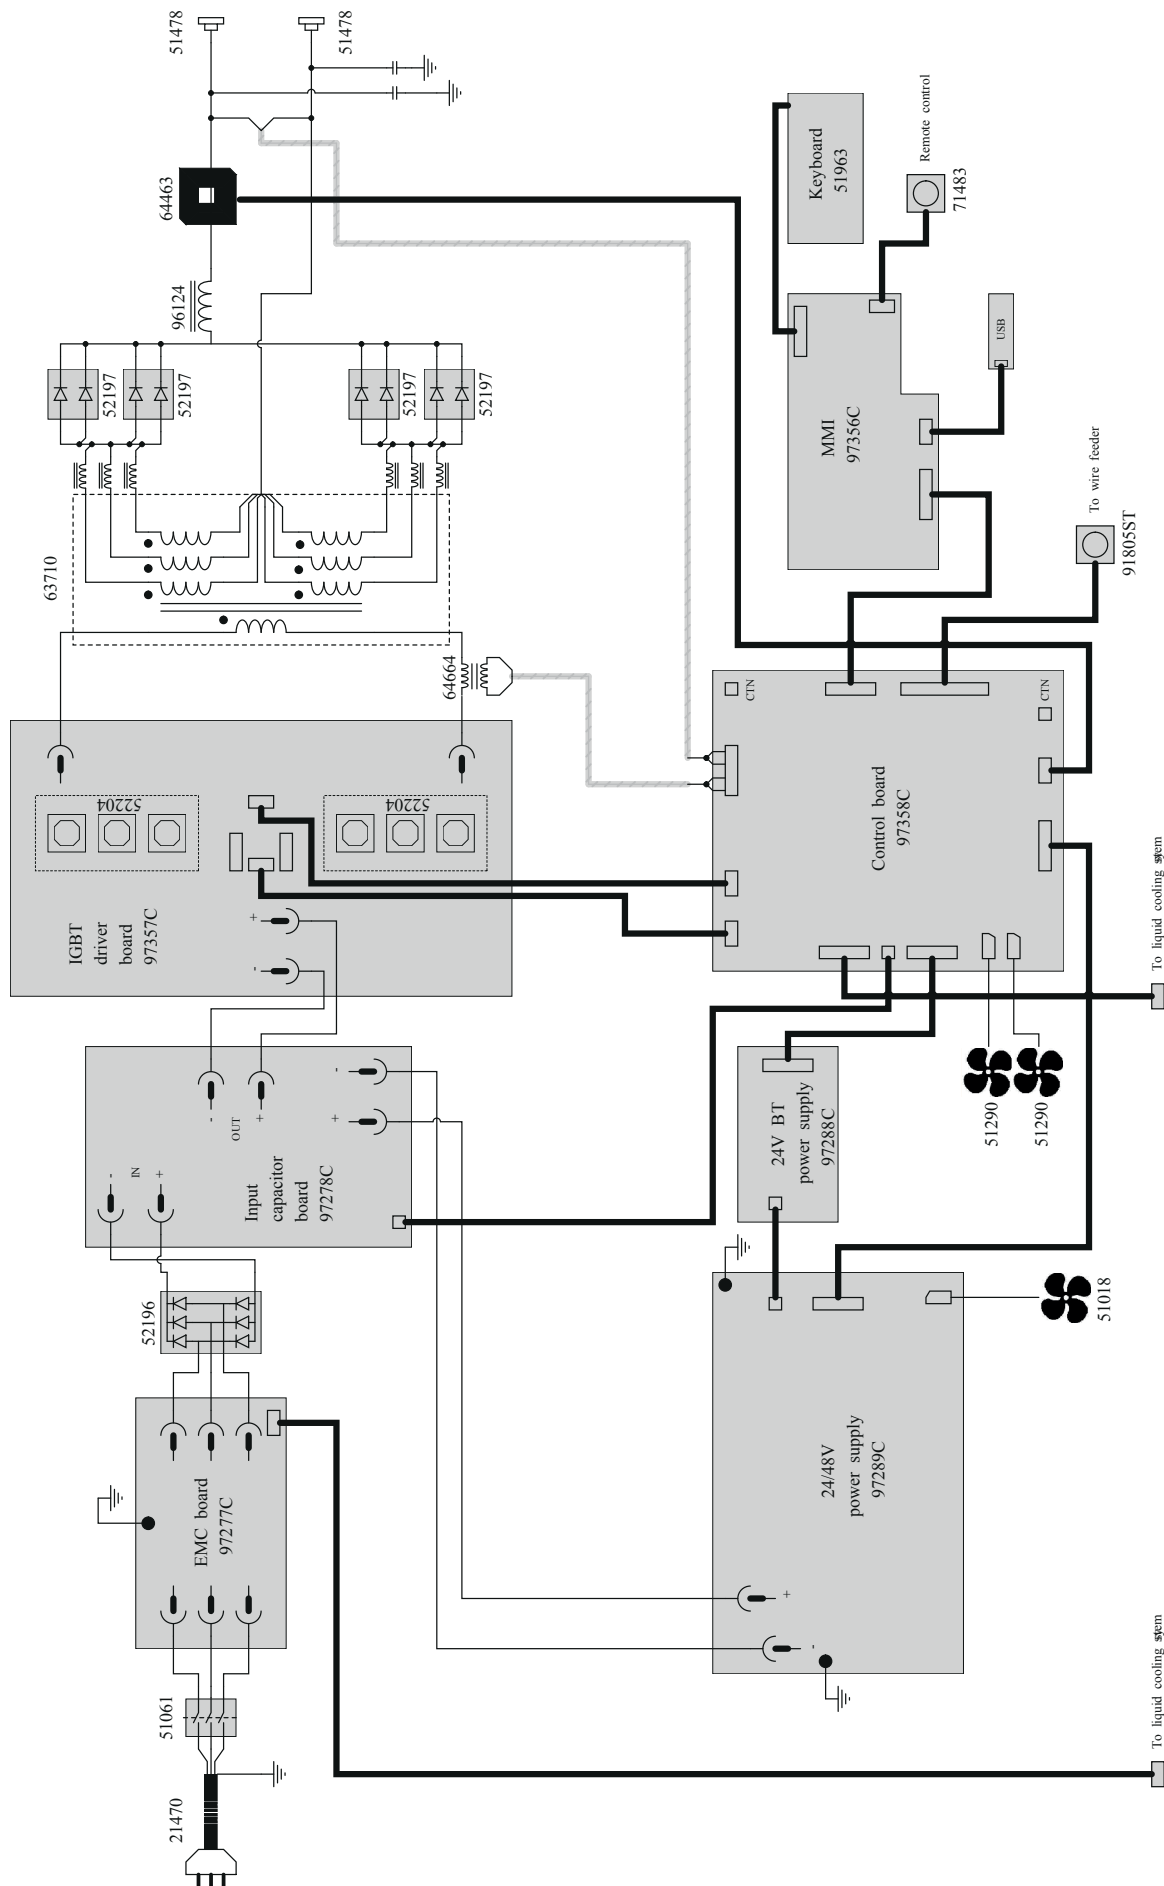 21470
51061
EMC board
97277C
52196
Input
capacitor
board
97278C
-
IN
+
-
OUT
+
+
-
IGBT
driver
board
97357C
-
+
52204
52204
64664
63710
52197
52197
52197
52197
96124
64463
51478
51478
24/48V
power supply
97289C
-
+
51018
24V BT
power supply
97288C
51290
51290
Control board
97358C
CTN
CTN
MMI
97356C
Keyboard
51963
USB
71483
Remote control
91805ST
To wire feeder
To liquid cooling system
To liquid cooling system